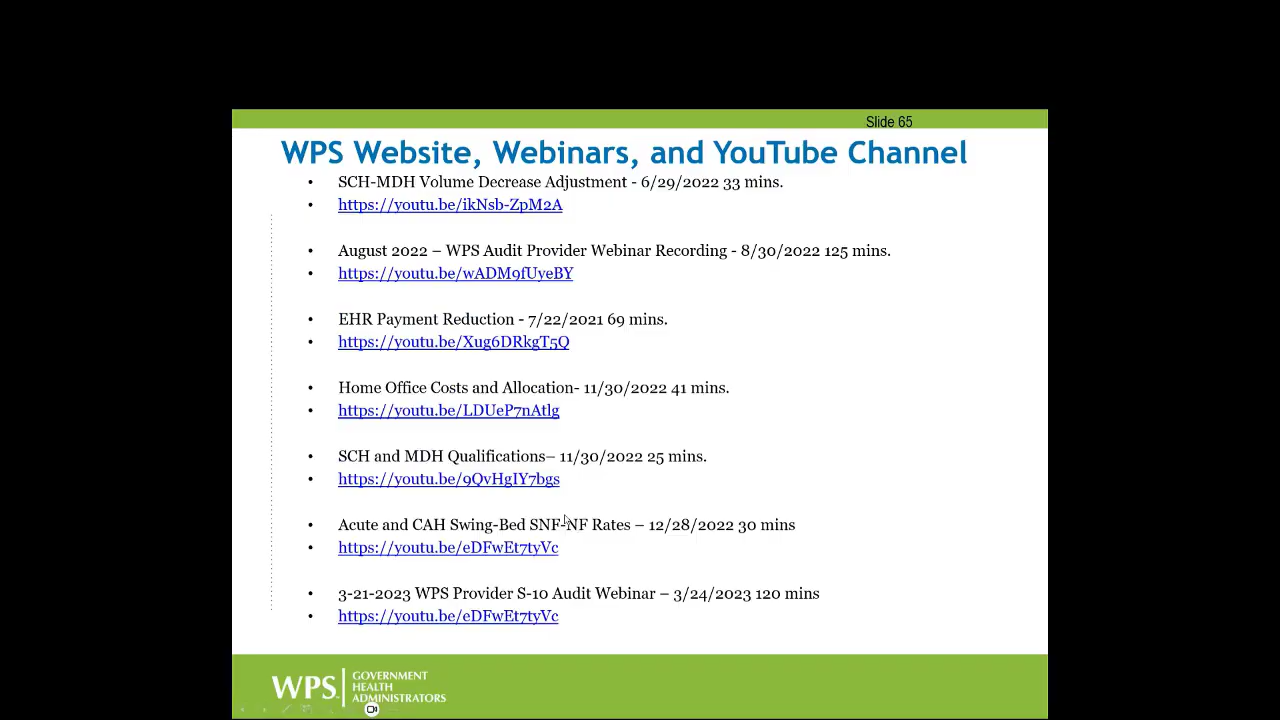 Slide 65
WPS Website, Webinars, and YouTube Channel
• SCH-MDH Volume Decrease Adjustment - 6/29/2022 33 mins.
• https://youtu.be/ikNsb-ZpM2A
• August 2022 – WPS Audit Provider Webinar Recording - 8/30/2022 125 mins.
• https://youtu.be/wADM9fUyeBY
• EHR Payment Reduction - 7/22/2021 69 mins.
• https://youtu.be/Xug6DRkgT5Q
• Home Office Costs and Allocation- 11/30/2022 41 mins.
• https://youtu.be/LDUeP7nAtlg
• SCH and MDH Qualifications– 11/30/2022 25 mins.
• https://youtu.be/9QvHgIY7bgs
• Acute and CAH Swing-Bed SNF-NF Rates – 12/28/2022 30 mins
• https://youtu.be/eDFwEt7tyVc
• 3-21-2023 WPS Provider S-10 Audit Webinar – 3/24/2023 120 mins
• https://youtu.be/eDFwEt7tyVc
WPS
GOVERNMENT
HEALTH
ADMINISTRATORS